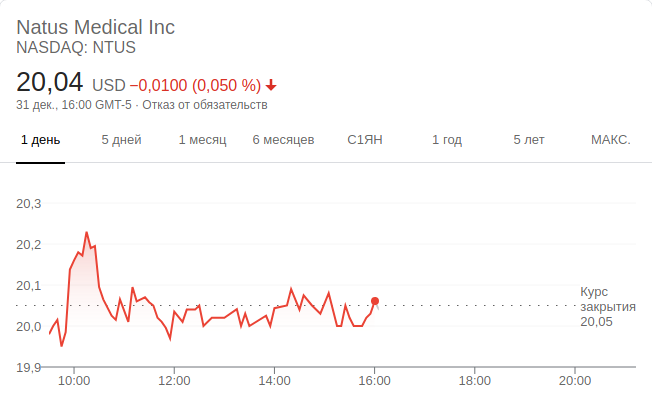 Natus Medical Inc
NASDAQ: NTUS
20,04 USD −0,0100 (0,050 %)
31 дек., 16:00 GMT-5 · Отказ от обязательств
1 день 5 дней 1 месяц 6 месяцев С1ЯН 1 год 5 лет МАКС.
20,3
20,2
20,1
Курс
закрытия
20,05
20,0
19,9
10:00 12:00 14:00 16:00 18:00 20:00